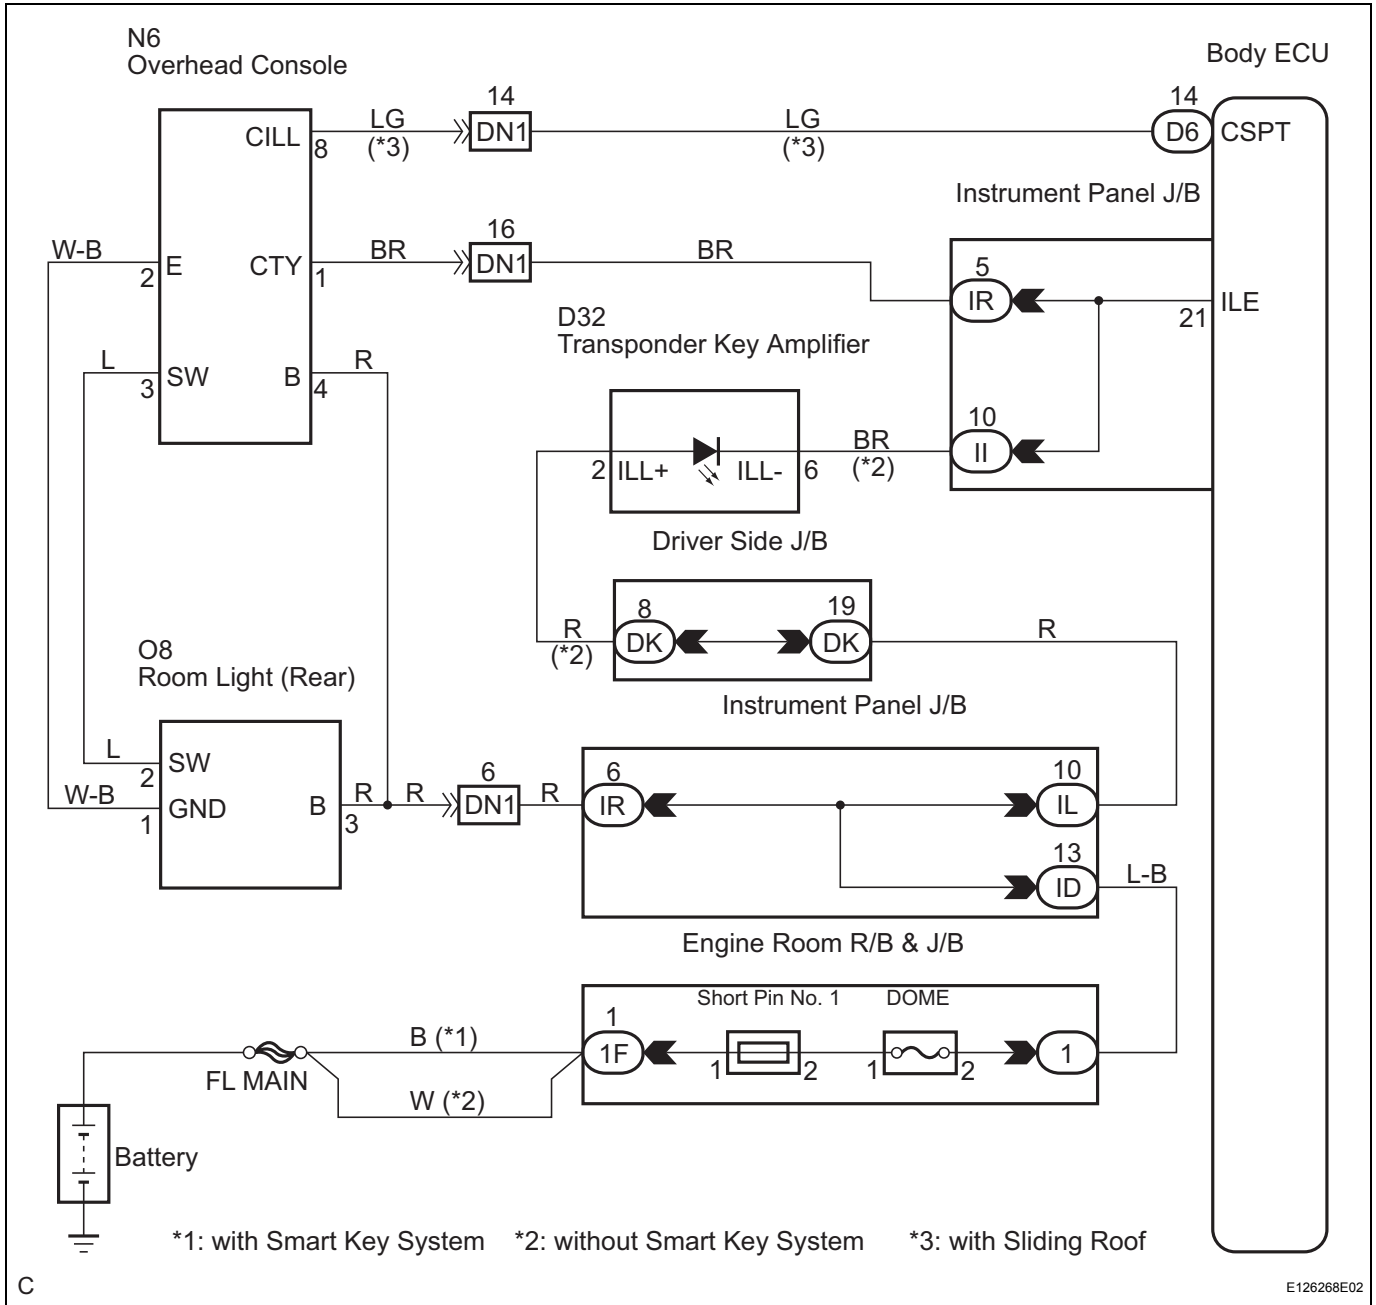 N6
Overhead Console
Body ECU
CILL
8
LG
(*3)
14
DN1
LG
(*3)
14
D6
CSPT
Instrument Panel J/B
W-B
2
E
CTY
1
BR
16
DN1
BR
5
IR
21
ILE
D32
Transponder Key Amplifier
L
3
SW
B
4
R
10
II
BR
(*2)
2
ILL+
ILL-
6
Driver Side J/B
8
DK
19
DK
R
(*2)
R
O8
Room Light (Rear)
Instrument Panel J/B
L
2
SW
W-B
1
GND
B
3
R
R
6
DN1
R
6
IR
10
IL
13
ID
L-B
Engine Room R/B & J/B
Short Pin No. 1
DOME
1
1F
1
2
1
2
1
B (*1)
FL MAIN
W (*2)
Battery
*1: with Smart Key System
*2: without Smart Key System
*3: with Sliding Roof
C
E126268E02